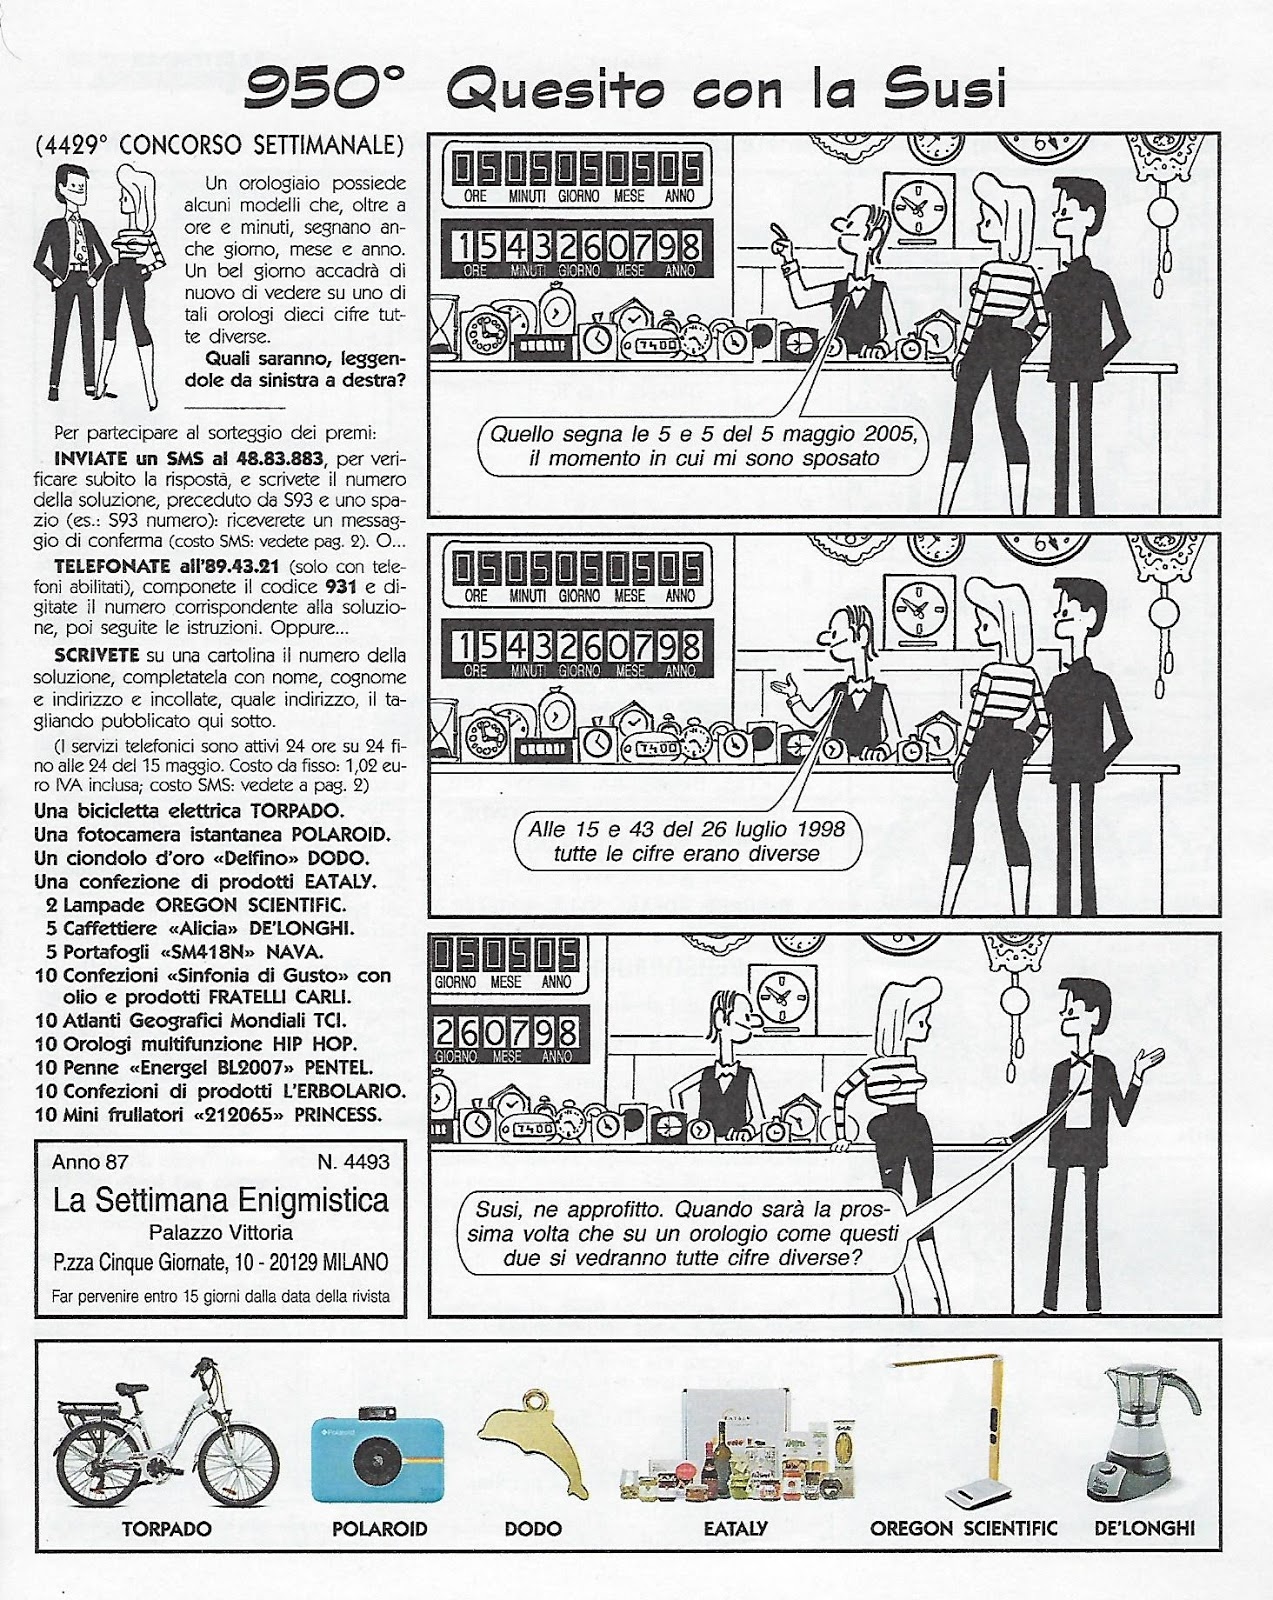 950° Quesito con la Susi
(4429° CONCORSO SETTIMANALE)
Un orologiaio possiede
alcuni modelli che, oltre a
ore e minuti, segnano an-
che giorno, mese e anno.
Un bel giorno accadrà di
nuovo di vedere su uno di
tali orologi dieci cifre tut-
te diverse.
Quali saranno, leggen-
dole da sinistra a destra?
Per partecipare al sorteggio dei premi:
INVIATE un SMS al 48.83.883, per veri-
ficare subito la risposta, e scrivete il numero
della soluzione, preceduto da S93 e uno spa-
zio (es.: S93 numero): riceverete un messag-
gio di conferma (costo SMS: vedete pag. 2). O...
TELEFONATE all'89.43.21 (solo con tele-
foni abilitati), componete il codice 931 e di-
gitate il numero corrispondente alla soluzio-
ne, poi seguite le istruzioni. Oppure...
SCRIVETE su una cartolina il numero della
soluzione, completatela con nome, cognome
e indirizzo e incollate, quale indirizzo, il ta-
gliando pubblicato qui sotto.
(I servizi telefonici sono attivi 24 ore su 24 fi-
no alle 24 del 15 maggio. Costo da fisso: 1,02 eu-
ro IVA inclusa; costo SMS: vedete a pag. 2)
Una bicicletta elettrica TORPADO.
Una fotocamera istantanea POLAROID.
Un ciondolo d'oro «Delfino» DODO.
Una confezione di prodotti EATALY.
2 Lampade OREGON SCIENTIFIC.
5 Caffettiere «Alicia» DE'LONGHI.
5 Portafogli «SM418N» NAVA.
10 Confezioni «Sinfonia di Gusto» con
olio e prodotti FRATELLI CARLI.
10 Atlanti Geografici Mondiali TCI.
10 Orologi multifunzione HIP HOP.
10 Penne «Energel BL2007» PENTEL.
10 Confezioni di prodotti L'ERBOLARIO.
10 Mini frullatori «212065» PRINCESS.
Anno 87 N. 4493
La Settimana Enigmistica
Palazzo Vittoria
P.zza Cinque Giornate, 10 - 20129 MILANO
Far pervenire entro 15 giorni dalla data della rivista
0505050505
ORE MINUTI GIORNO MESE ANNO
1543260798
ORE MINUTI GIORNO MESE ANNO
7400
Quello segna le 5 e 5 del 5 maggio 2005,
il momento in cui mi sono sposato
0505050505
ORE MINUTI GIORNO MESE ANNO
1543260798
ORE MINUTI GIORNO MESE ANNO
7400
Alle 15 e 43 del 26 luglio 1998
tutte le cifre erano diverse
050505
GIORNO MESE ANNO
260798
GIORNO MESE ANNO
7400
Susi, ne approfitto. Quando sarà la pros-
sima volta che su un orologio come questi
due si vedranno tutte cifre diverse?
TORPADO POLAROID DODO EATALY OREGON SCIENTIFIC DE'LONGHI